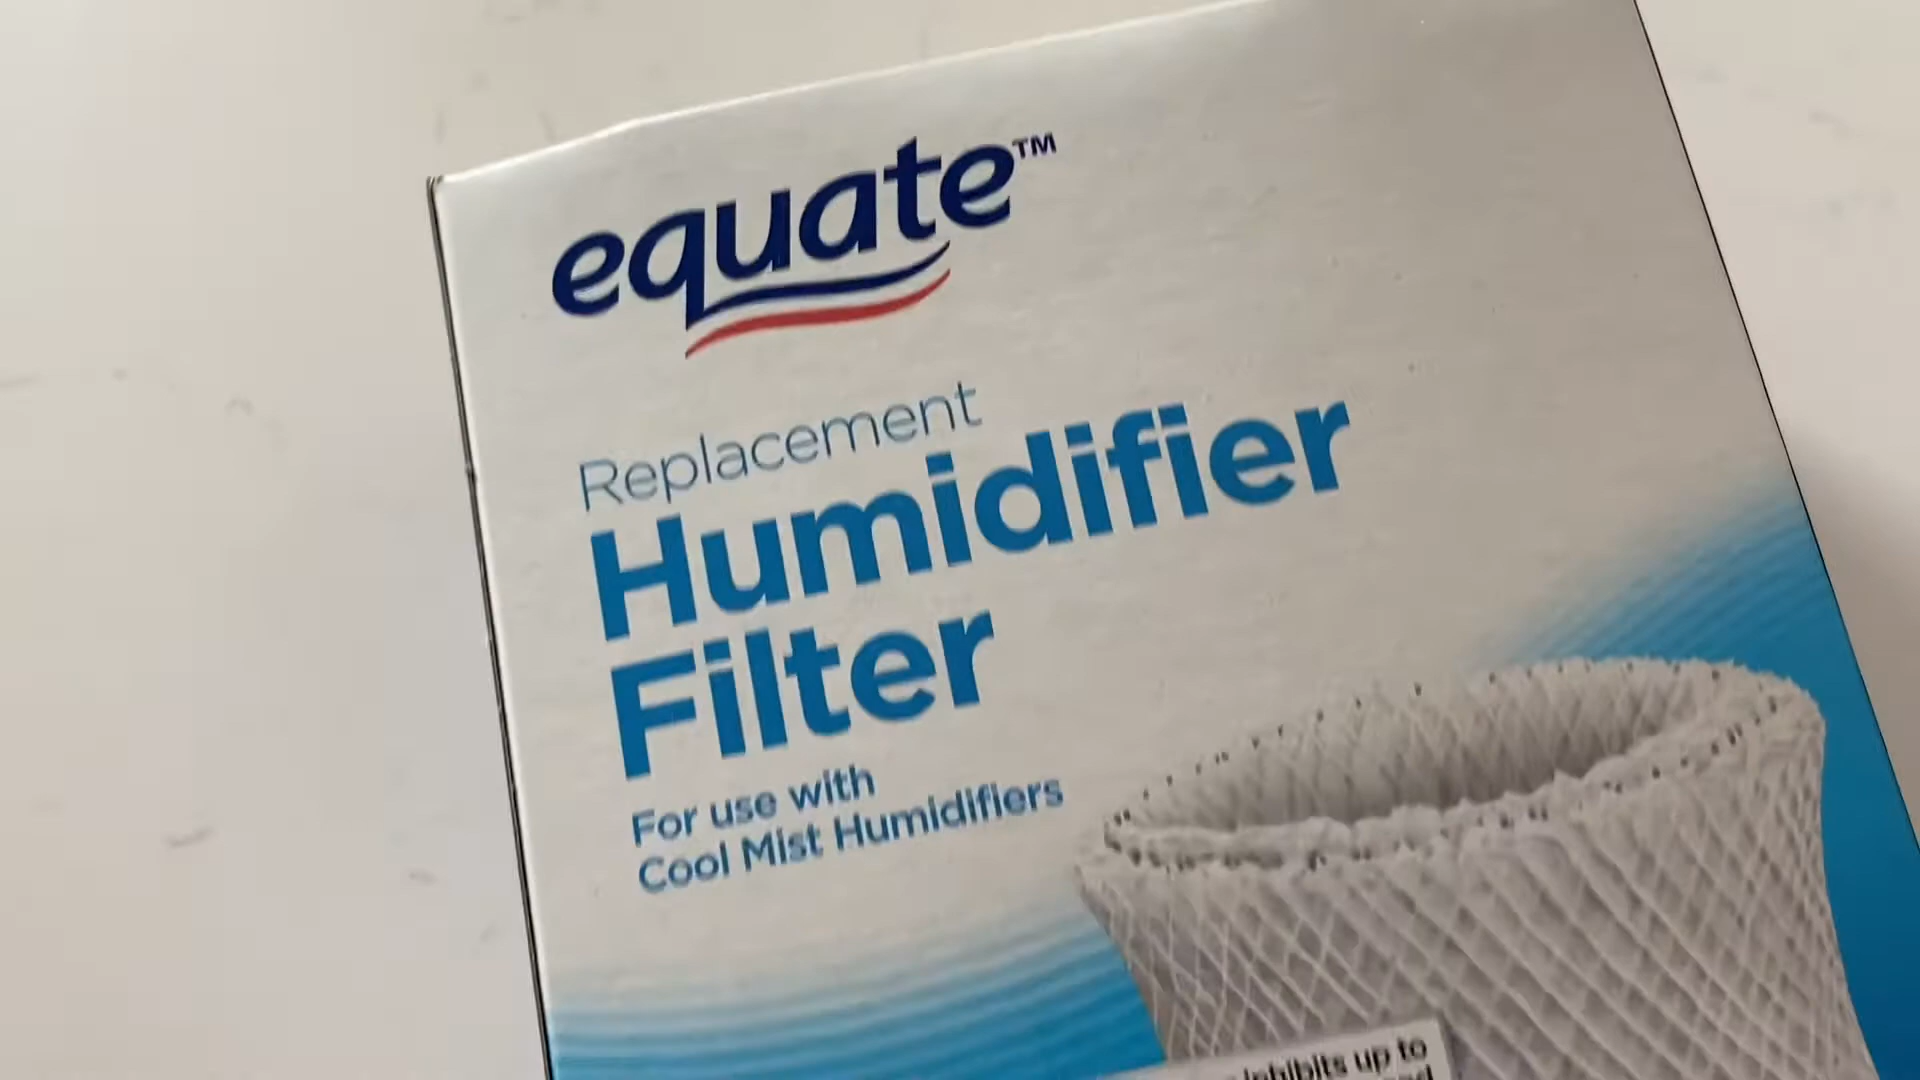 equate™
Replacement
Humidifier
Filter
For use with
Cool Mist Humidifiers
inhibits up to